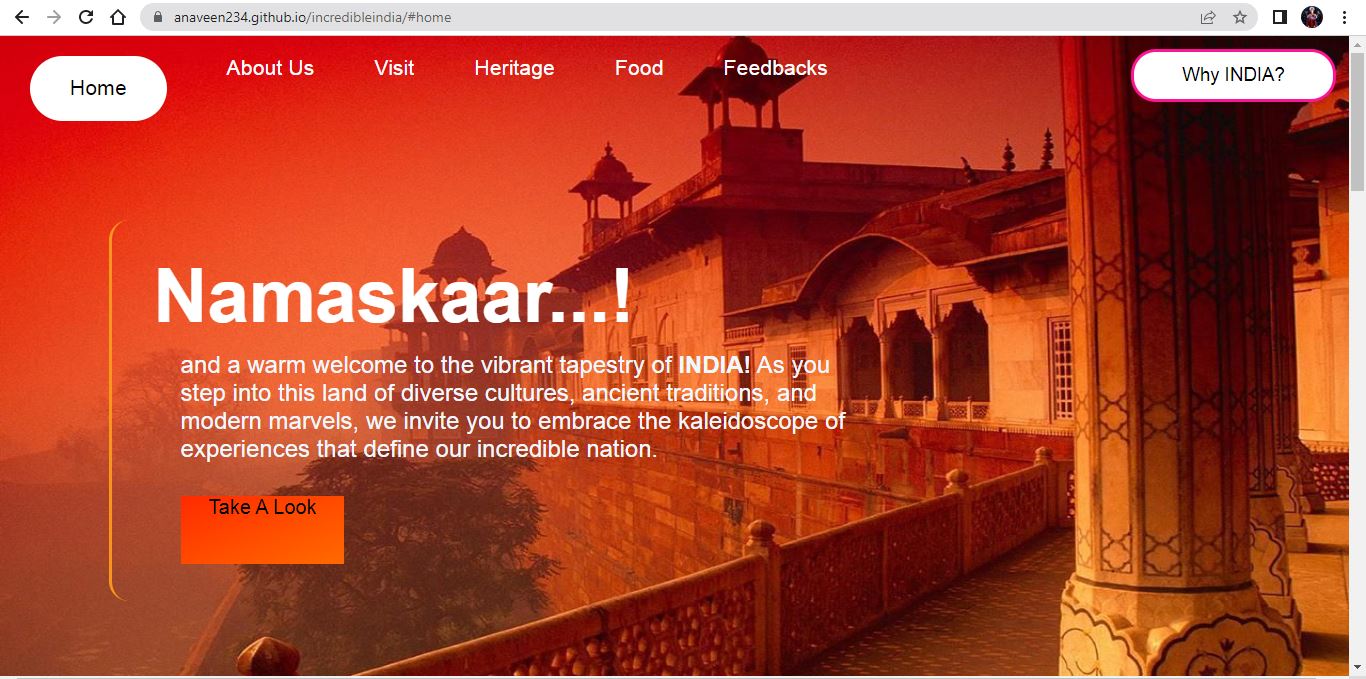 anaveen234.github.io/incredibleindia/#home
Home About Us Visit Heritage Food Feedbacks Why INDIA?
Namaskaar...!
and a warm welcome to the vibrant tapestry of INDIA! As you
step into this land of diverse cultures, ancient traditions, and
modern marvels, we invite you to embrace the kaleidoscope of
experiences that define our incredible nation.
Take A Look